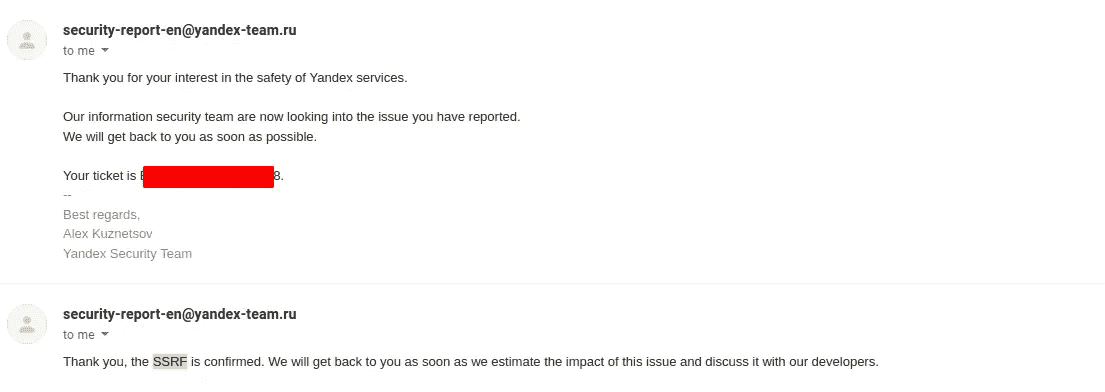 security-report-en@yandex-team.ru
to me
Thank you for your interest in the safety of Yandex services.
Our information security team are now looking into the issue you have reported.
We will get back to you as soon as possible.
Your ticket is 8.
--
Best regards,
Alex Kuznetsov
Yandex Security Team
security-report-en@yandex-team.ru
to me
Thank you, the SSRF is confirmed. We will get back to you as soon as we estimate the impact of this issue and discuss it with our developers.